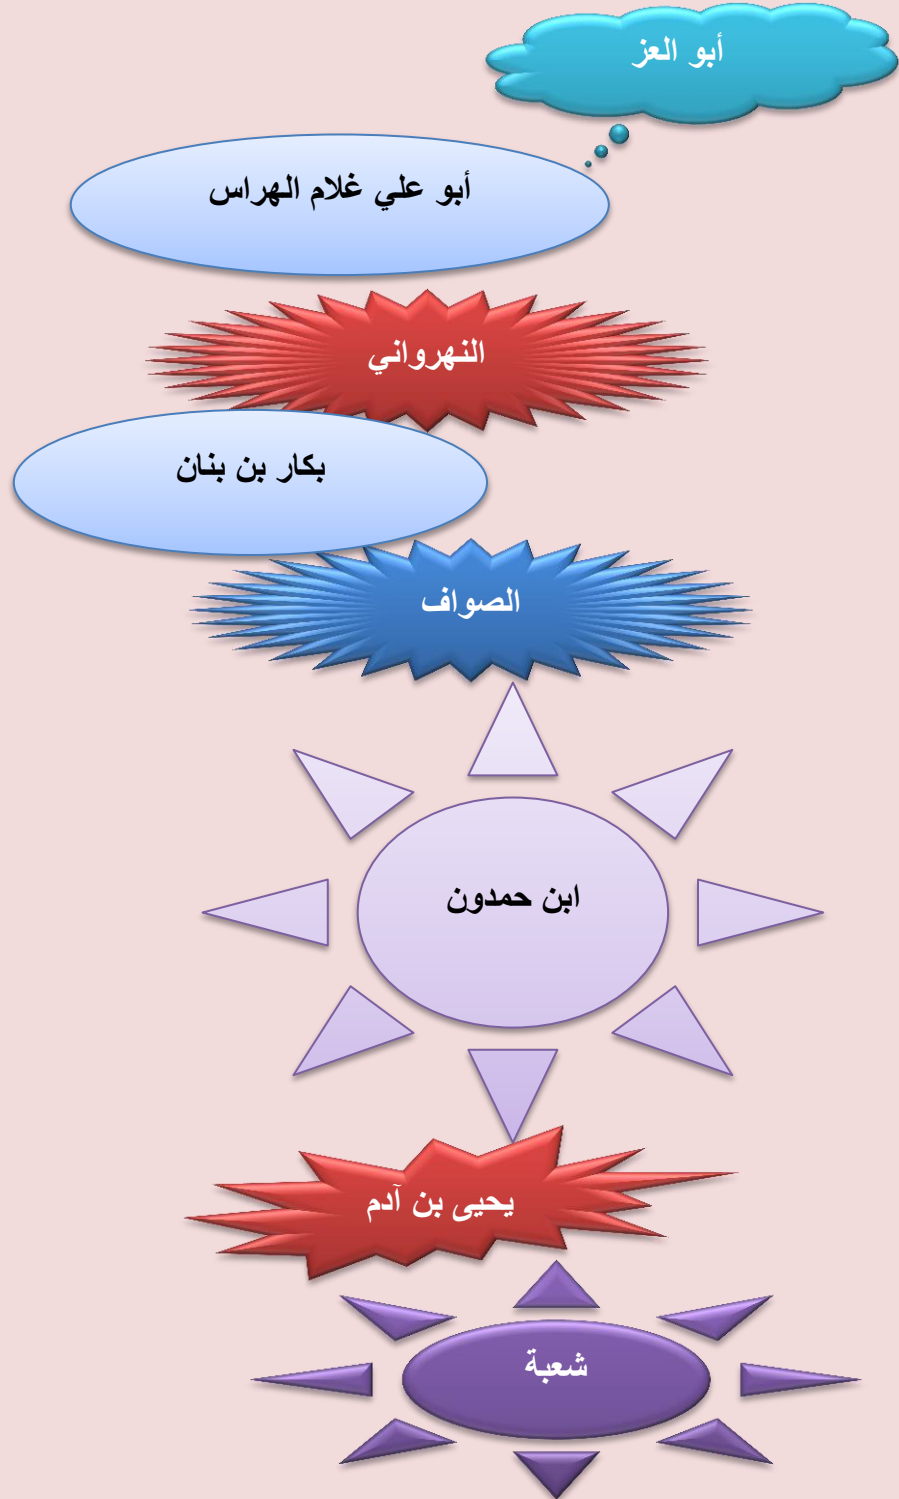 أبو العز
أبو علي غلام الهراس
النهرواني
بكار بن بنان
الصواف
ابن حمدون
يحيى بن آدم
شعبة